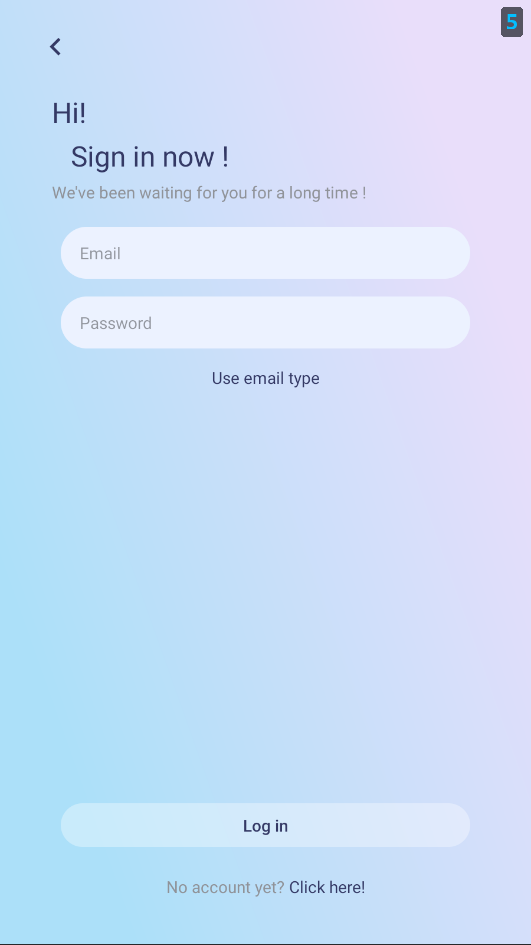 5
Hi!
Sign in now !
We've been waiting for you for a long time !
Email
Password
Use email type
Log in
No account yet? Click here!